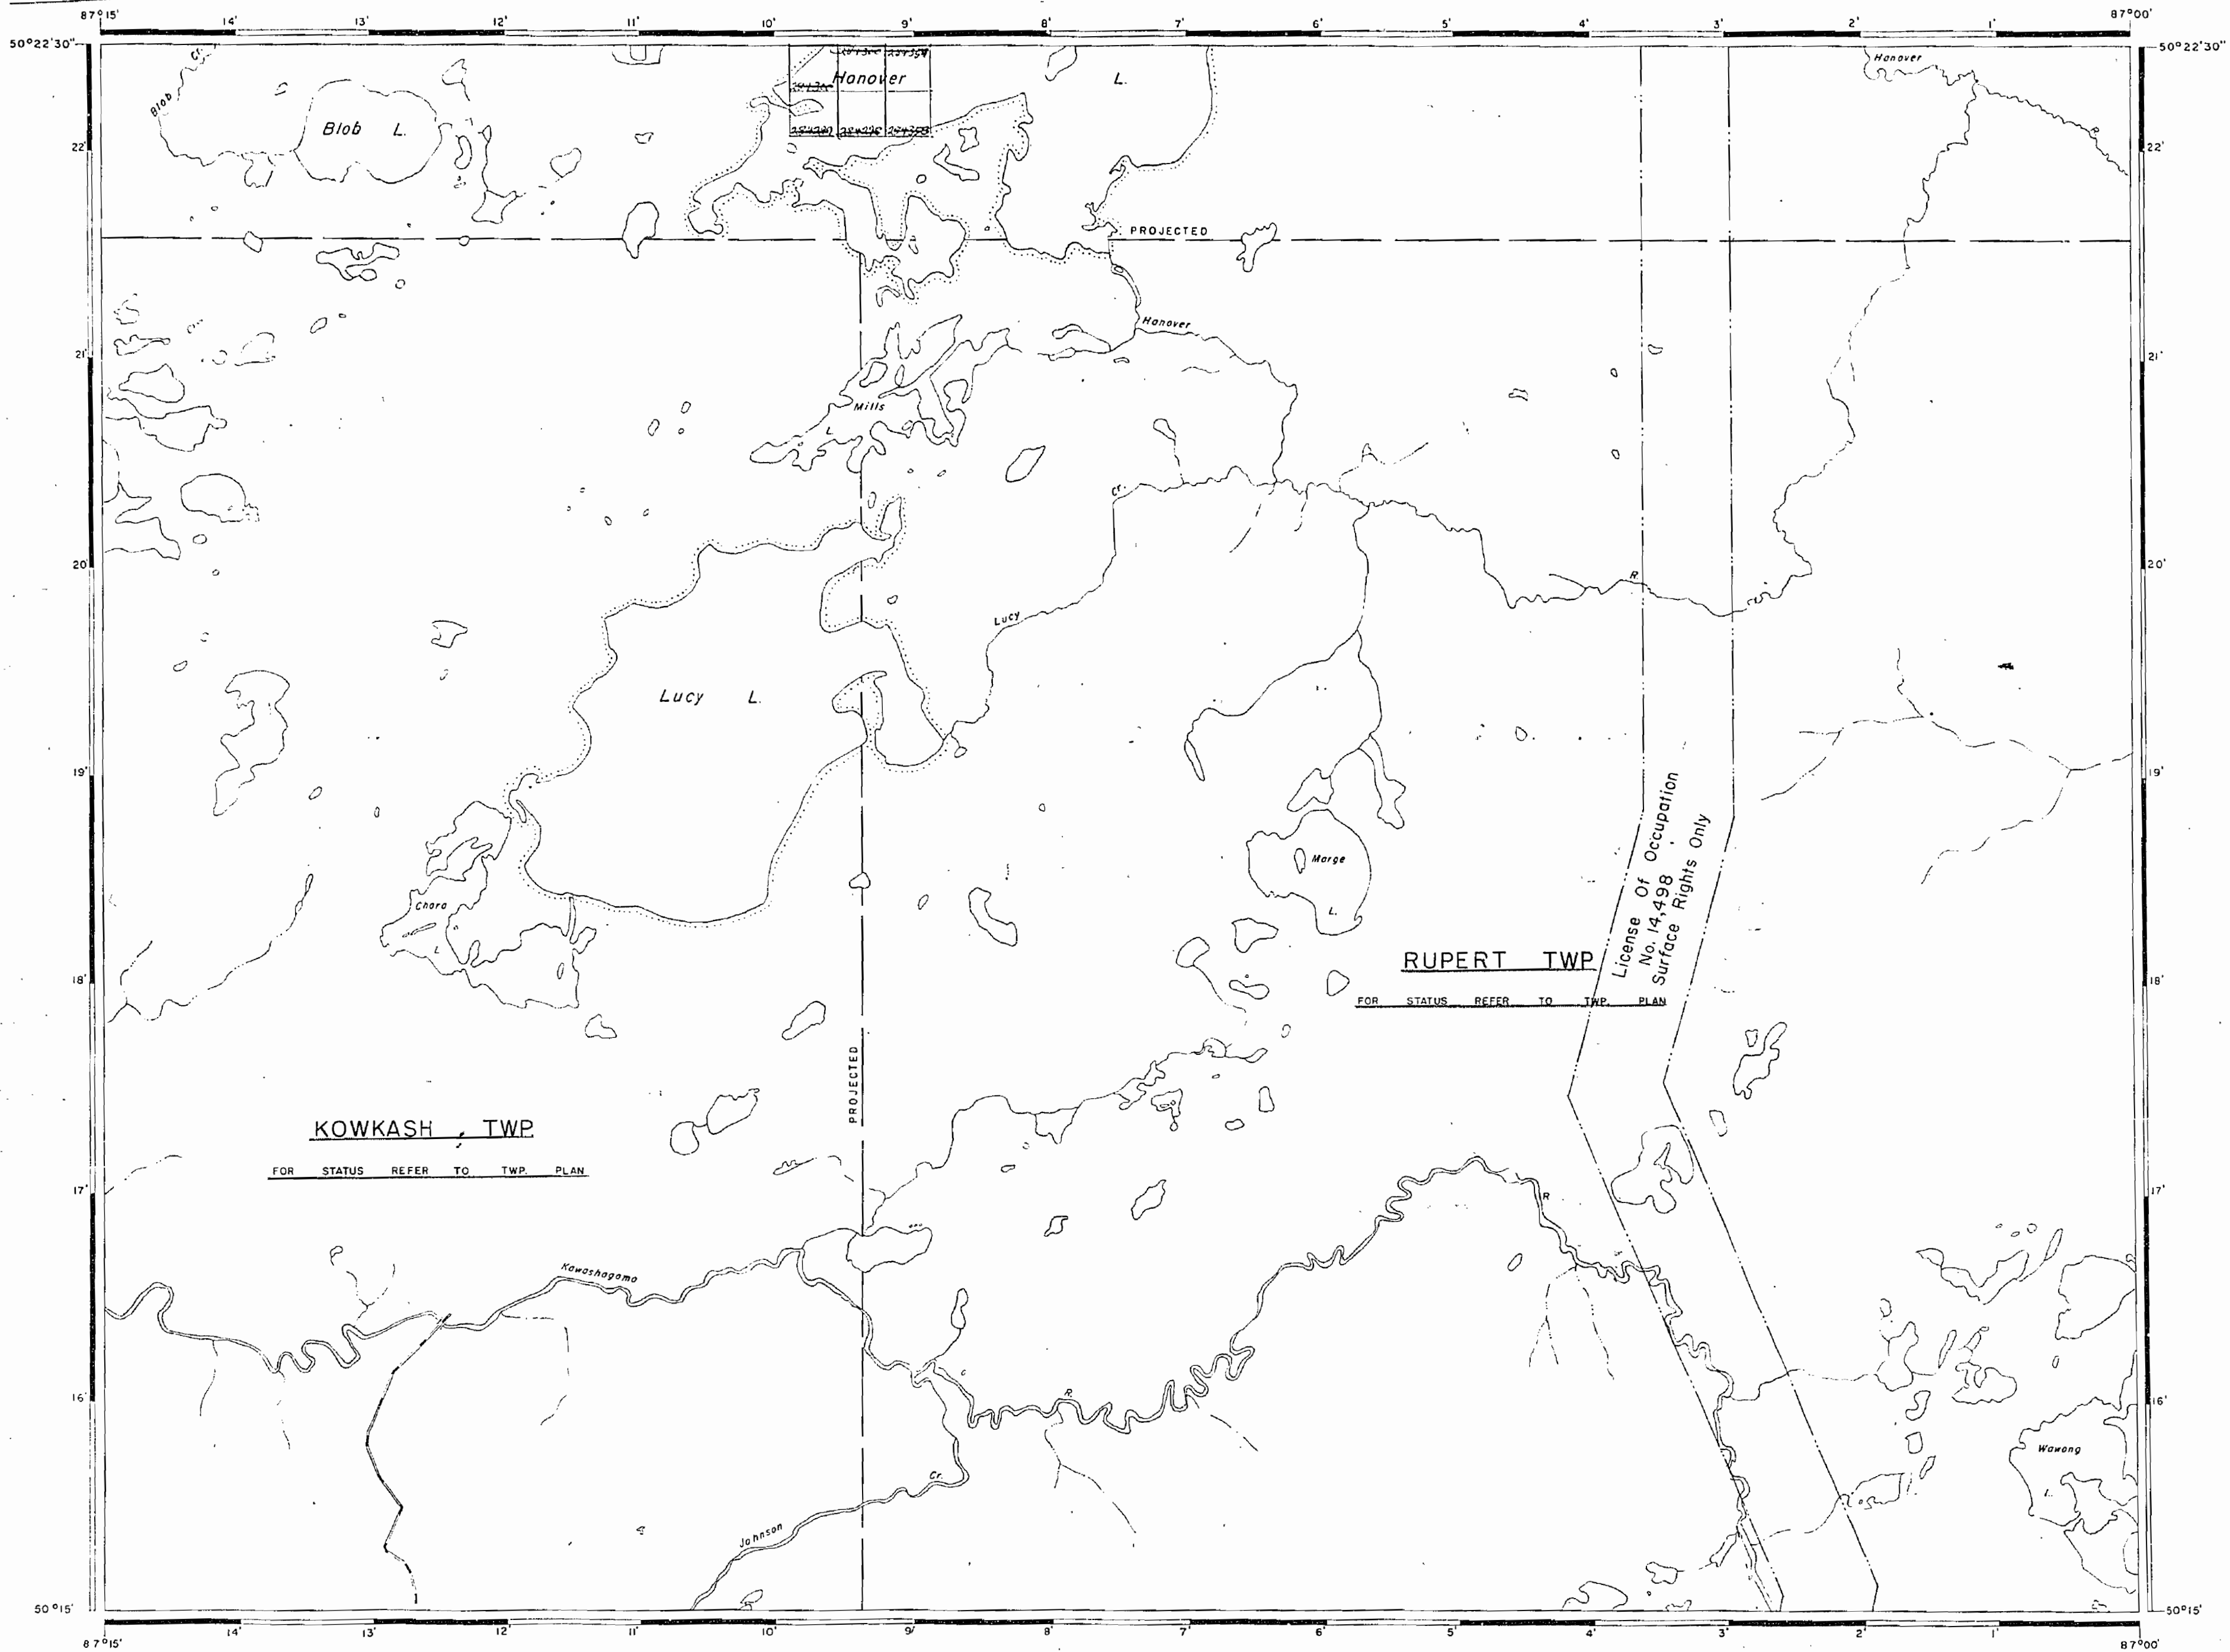 87°15' 14' 13' 12' 11' 10' 9' 8' 7' 6' 5' 4' 3' 2' 1' 87°00'
50°22'30"
50°22'30"
Hanover
Cr.
284354
Hanover
L.
Blob
Blob L.
R.
22'
22'
PROJECTED
Hanover
21'
21'
Mills
L.
Cr.
20'
20'
R.
Lucy
Lucy L.
19'
19'
License Of Occupation
No. 14,498
Surface Rights Only
Marge
L.
Chara
L.
RUPERT TWP.
FOR STATUS REFER TO TWP. PLAN
18'
18'
PROJECTED
KOWKASH TWP.
FOR STATUS REFER TO TWP. PLAN
17'
17'
R
Kawashagama
16'
16'
R.
Wawong
L.
Cr.
Johnson
50°15'
50°15'
87°15' 14' 13' 12' 11' 10' 9' 8' 7' 6' 5' 4' 3' 2' 1' 87°00'